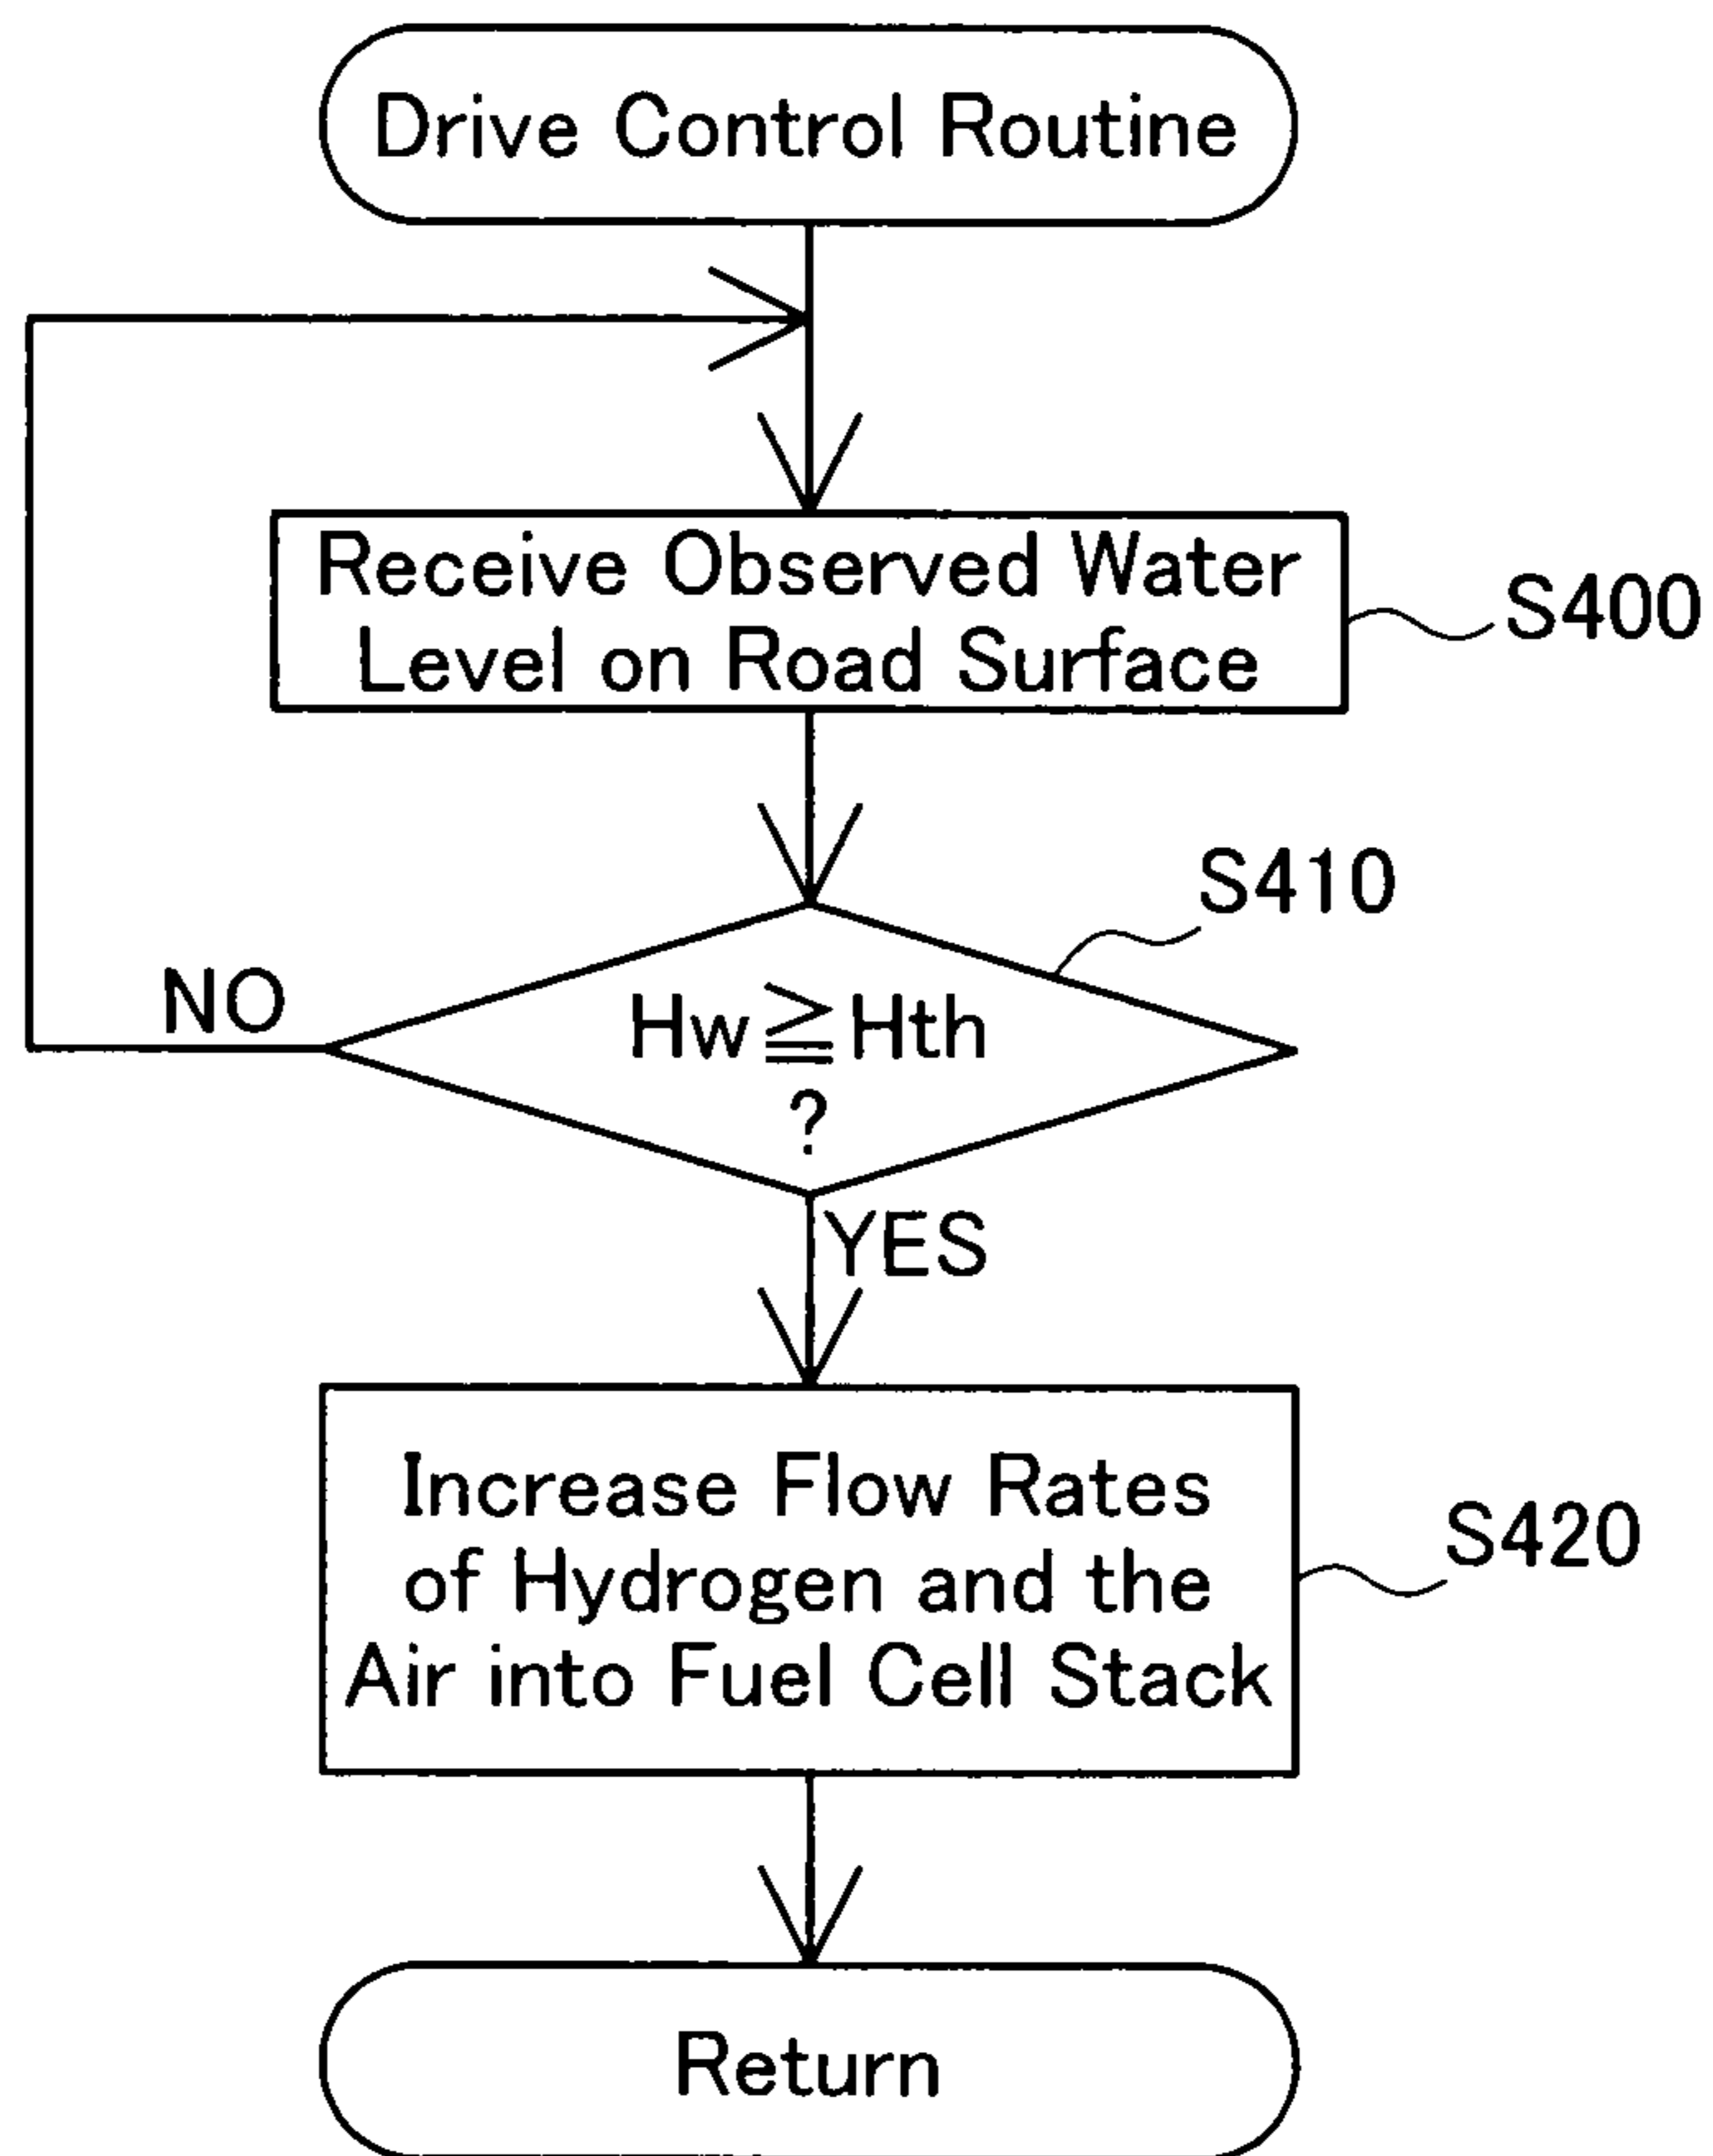 Drive Control Routine
Receive Observed Water
Level on Road Surface
S400
S410
NO
Hw≧Hth
?
YES
Increase Flow Rates
of Hydrogen and the
Air into Fuel Cell Stack
S420
Return